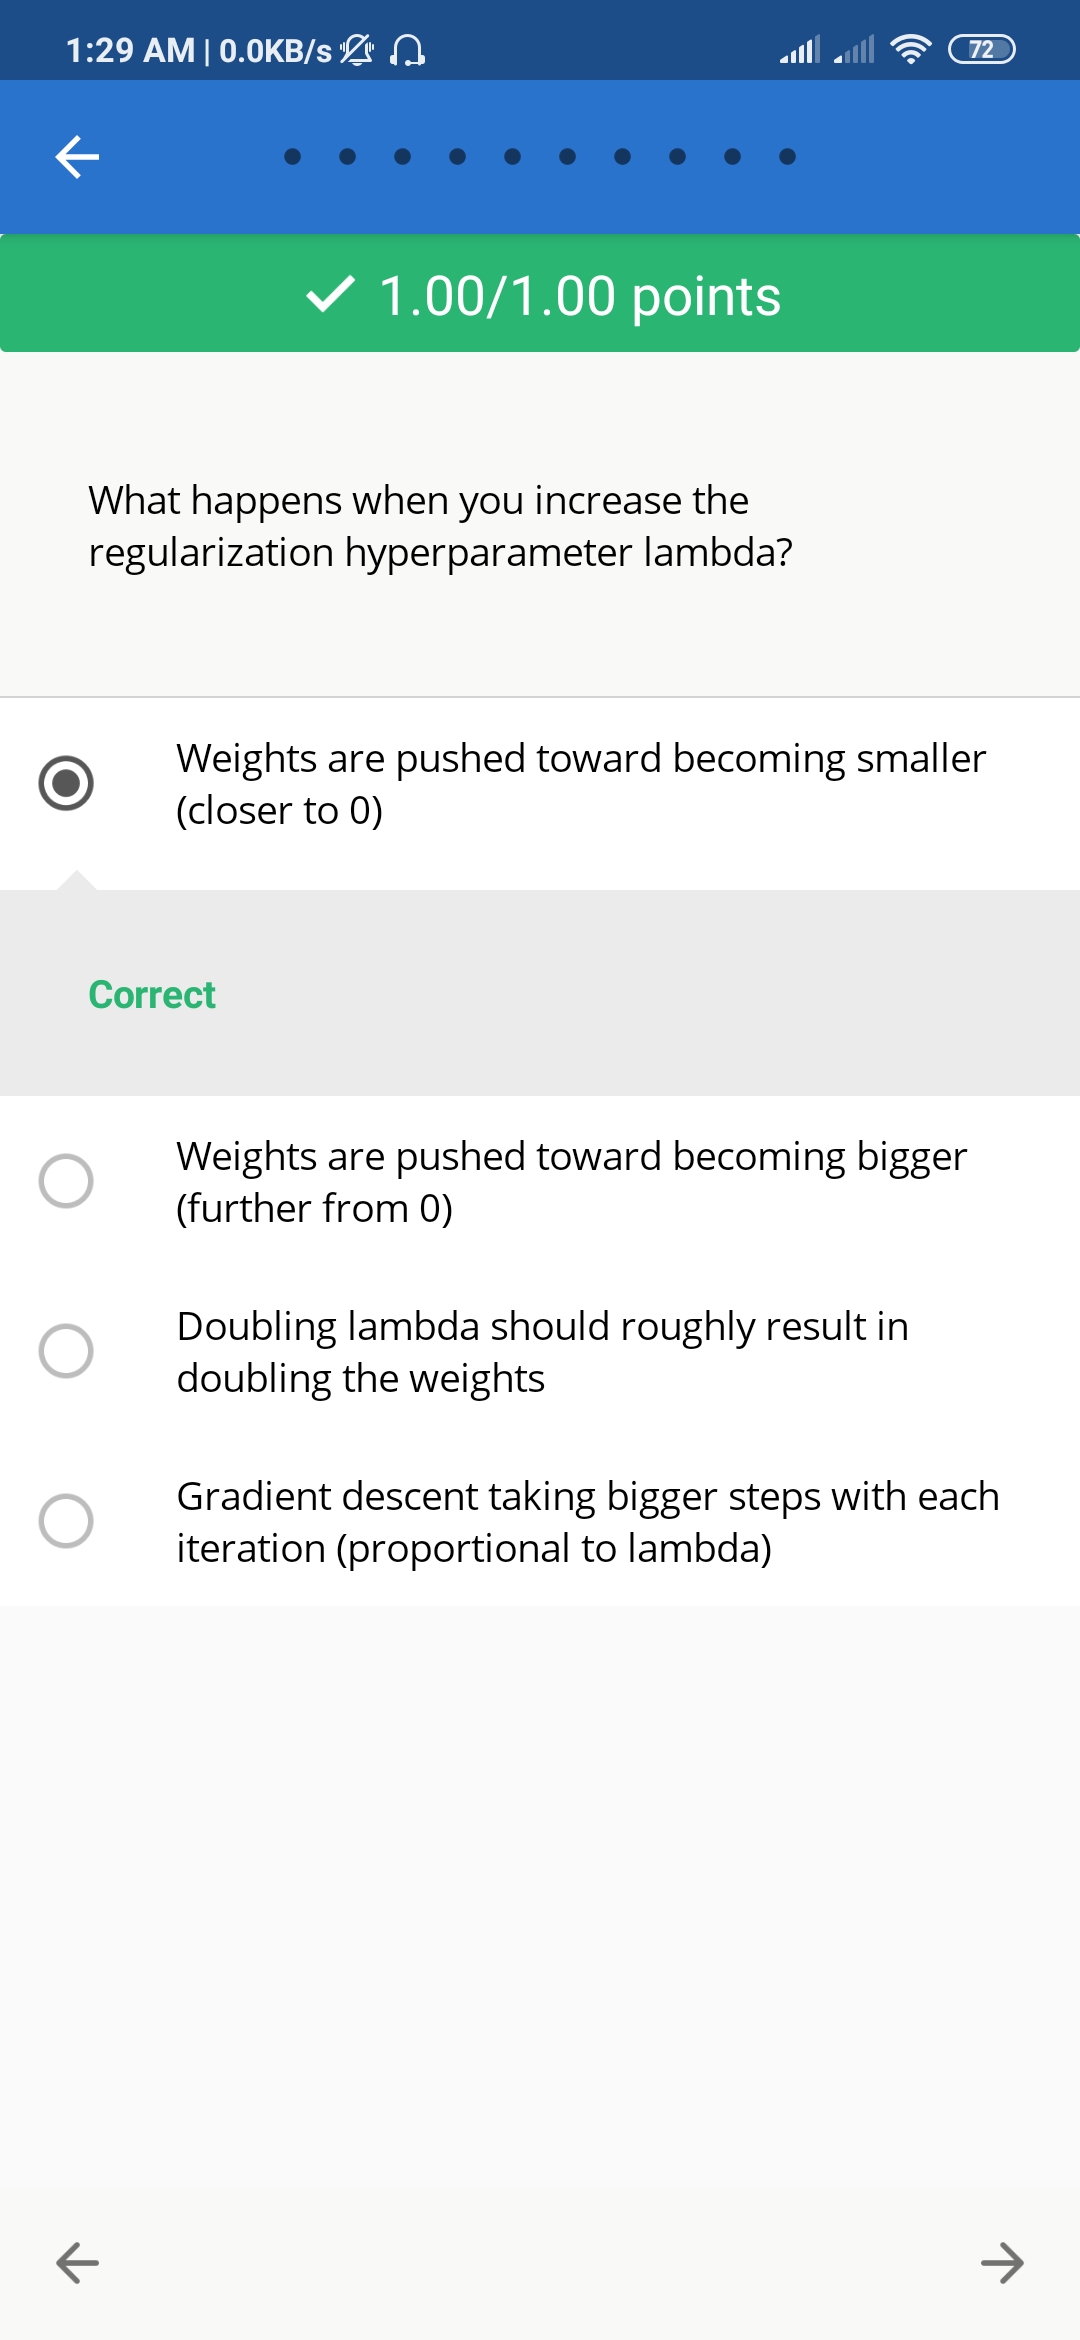 1:29 AM | 0.0KB/s
72
1.00/1.00 points
What happens when you increase the
regularization hyperparameter lambda?
Weights are pushed toward becoming smaller
(closer to 0)
Correct
Weights are pushed toward becoming bigger
(further from 0)
Doubling lambda should roughly result in
doubling the weights
Gradient descent taking bigger steps with each
iteration (proportional to lambda)